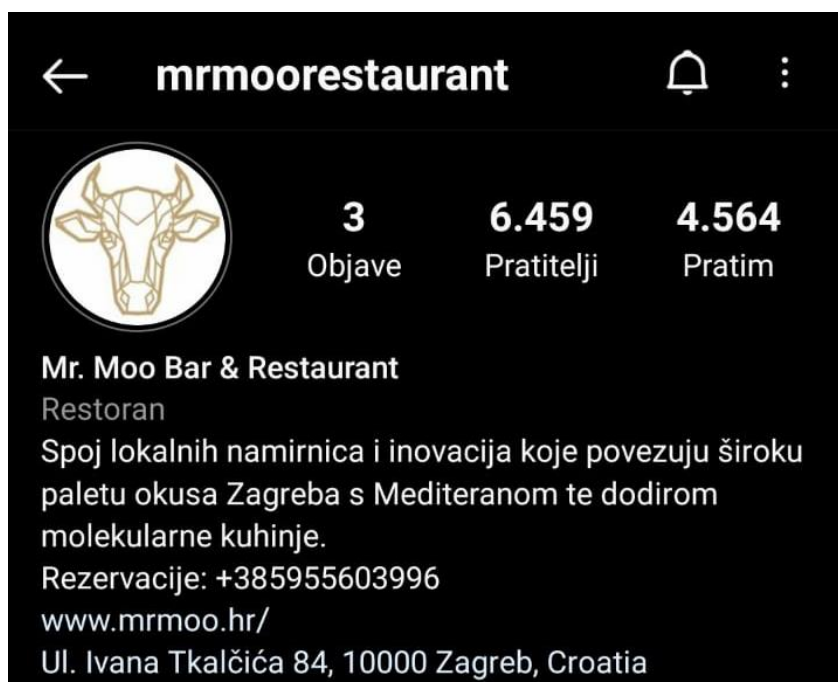 mrmoorestaurant
3 6.459 4.564
Objave Pratitelji Pratim
Mr. Moo Bar & Restaurant
Restoran
Spoj lokalnih namirnica i inovacija koje povezuju široku
paletu okusa Zagreba s Mediteranom te dodirom
molekularne kuhinje.
Rezervacije: +385955603996
www.mrmoo.hr/
Ul. Ivana Tkalčića 84, 10000 Zagreb, Croatia